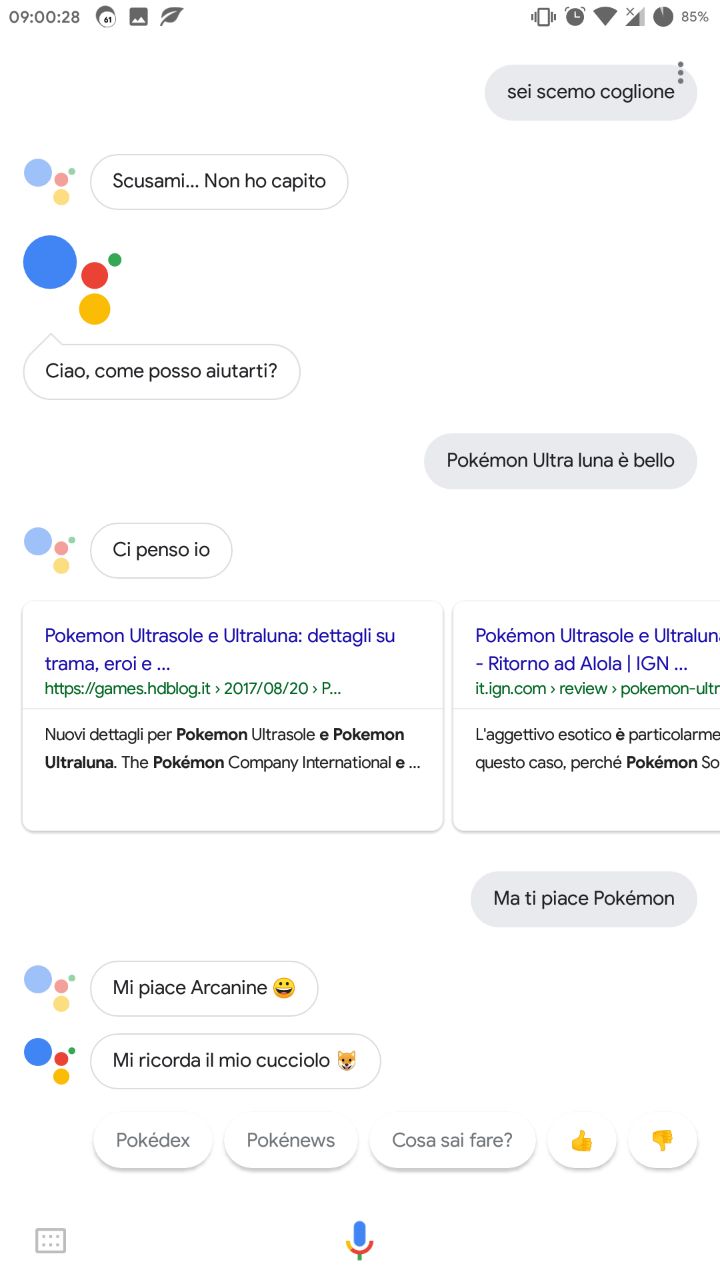 09:00:28
61
85%
sei scemo coglione
Scusami... Non ho capito
Ciao, come posso aiutarti?
Pokémon Ultra luna è bello
Ci penso io
Pokemon Ultrasole e Ultraluna: dettagli su
trama, eroi e ...
https://games.hdblog.it › 2017/08/20 › P...
Nuovi dettagli per Pokemon Ultrasole e Pokemon
Ultraluna. The Pokémon Company International e ...
Pokémon Ultrasole e Ultraluna
- Ritorno ad Alola | IGN ...
it.ign.com › review › pokemon-ultr
L'aggettivo esotico è particolarme
questo caso, perché Pokémon So
Ma ti piace Pokémon
Mi piace Arcanine 😀
Mi ricorda il mio cucciolo 🐶
Pokédex
Pokénews
Cosa sai fare?
👍
👎